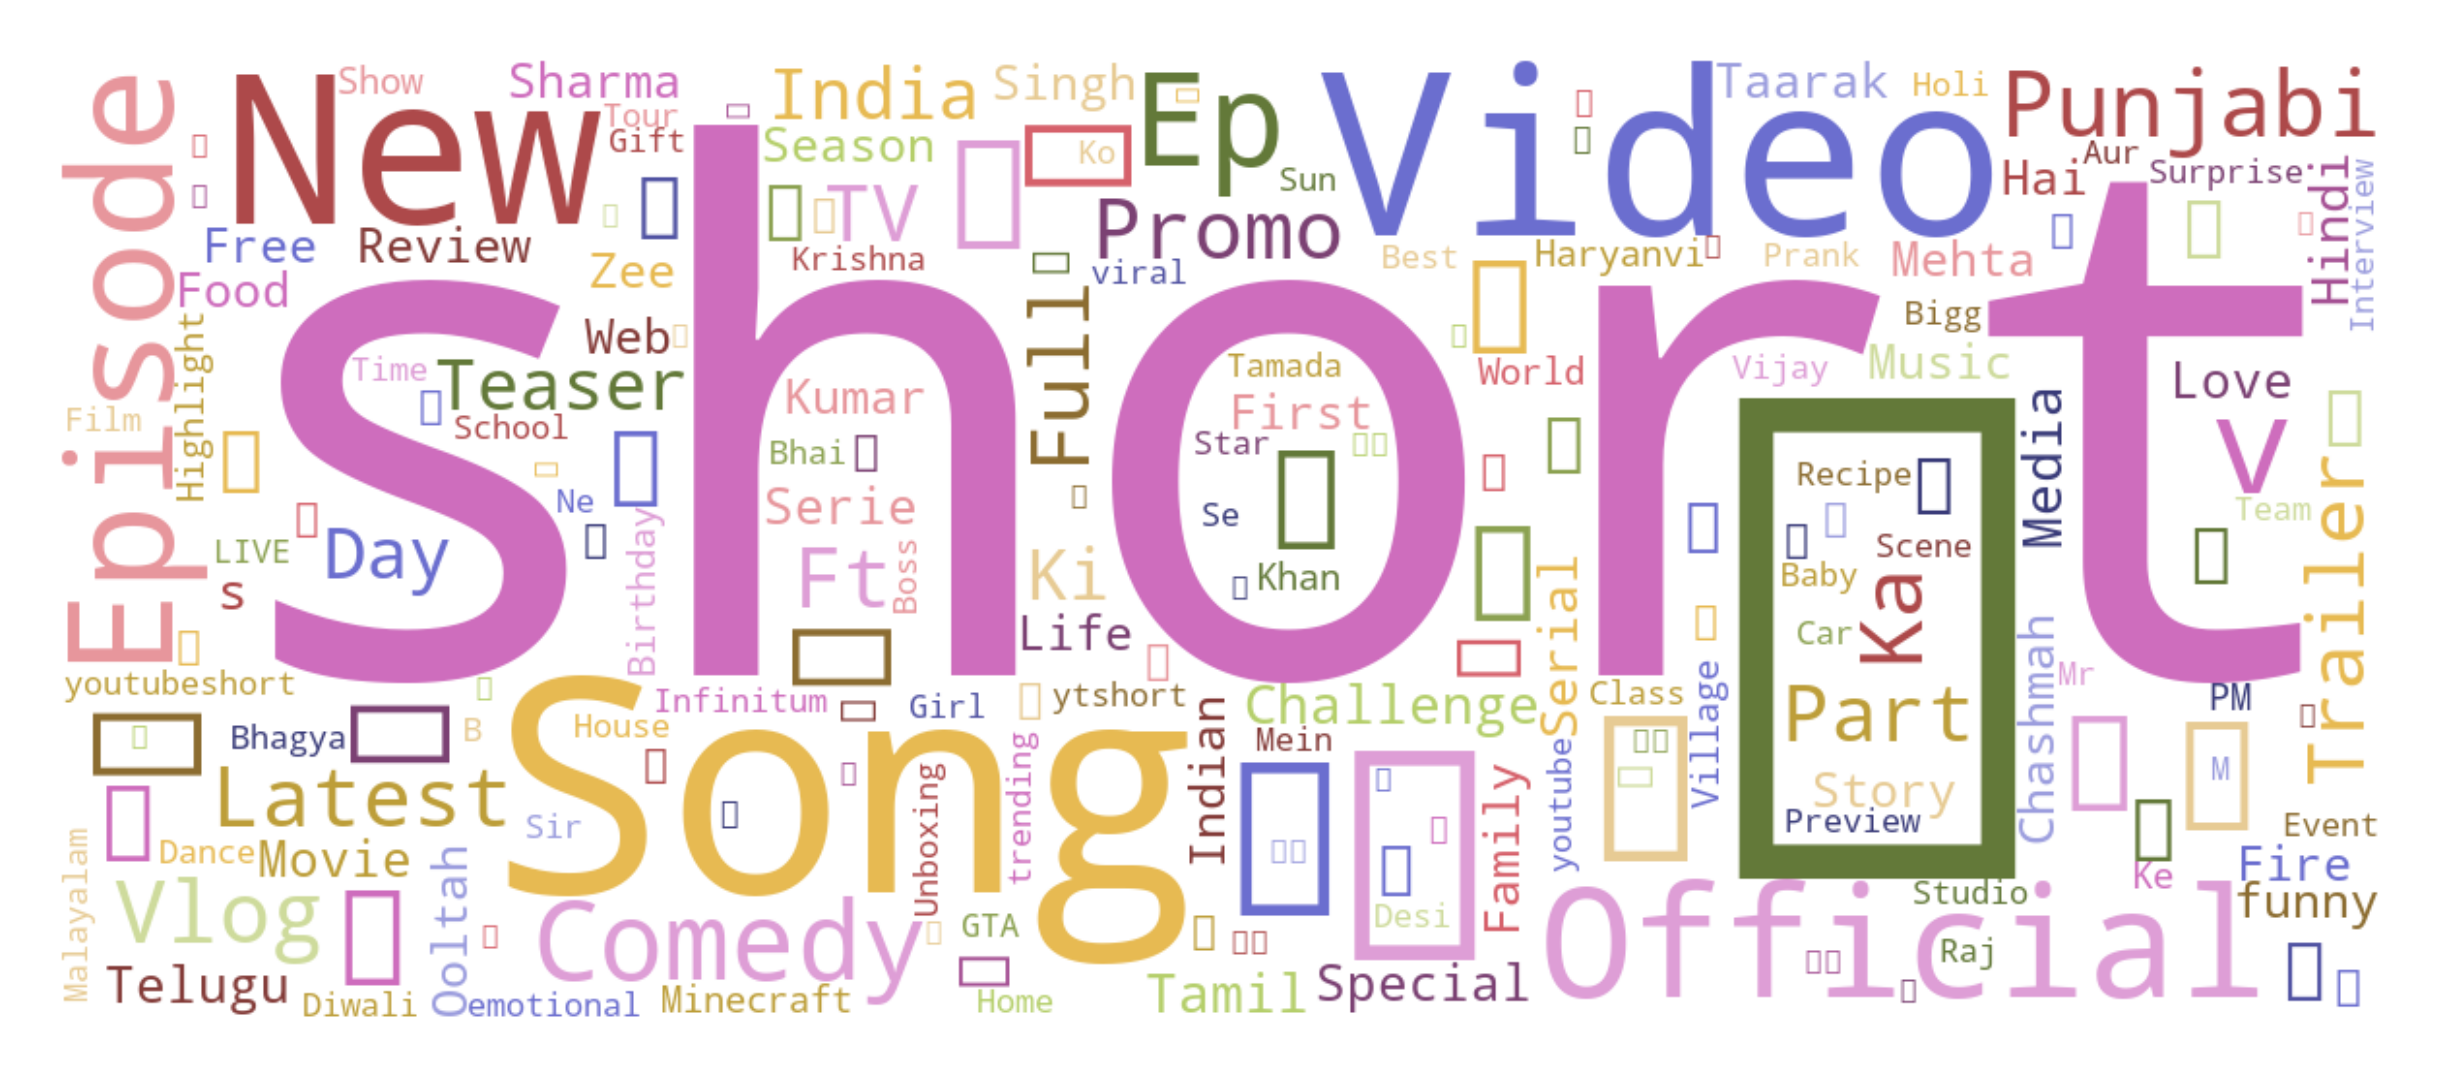 Show
Sharma
India
Singh
Ep
Video
Taarak
Holi
Punjabi
New
Tour
Gift
Season
Ko
Sun
Hai
Aur
Surprise
Hindi
Interview
Episode
Free
Review
Zee
TV
Krishna
Promo
viral
Best
Haryanvi
Prank
Mehta
Food
Highlight
short
Web
Full
Bigg
Time
Teaser
Kumar
Tamada
First
World
Vijay
Music
Love
v
Film
School
Bhai
Star
Media
Recipe
Team
Trailer
Ne
Serie
Se
Scene
LIVE
Day
s
Birthday
Ft
Boss
Ki
Khan
Serial
Baby
Ka
Car
Life
Chashmah
Mr
youtubeshort
Infinitum
Girl
ytshort
Challenge
Class
Village
Part
PM
Bhagya
B
House
Song
trending
Indian
Mein
youtube
Story
M
Preview
Latest
Sir
Unboxing
Family
Event
Malayalam
Dance
Movie
Ooltah
Fire
Ke
Vlog
Comedy
GTA
Desi
Official
Studio
funny
Raj
Telugu
Diwali
emotional
Minecraft
Home
Tamil
Special